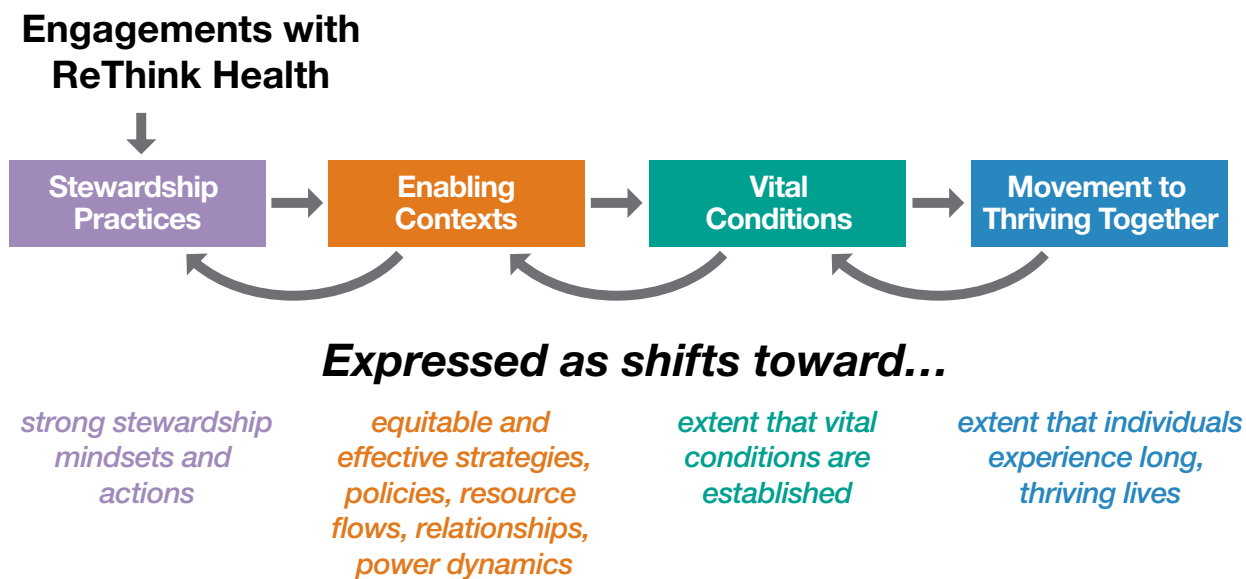 Engagements with
ReThink Health
Stewardship
Practices
Enabling
Contexts
Vital
Conditions
Movement to
Thriving Together
Expressed as shifts toward...
strong stewardship
mindsets and
actions
equitable and
effective strategies,
policies, resource
flows, relationships,
power dynamics
extent that vital
conditions are
established
extent that individuals
experience long,
thriving lives